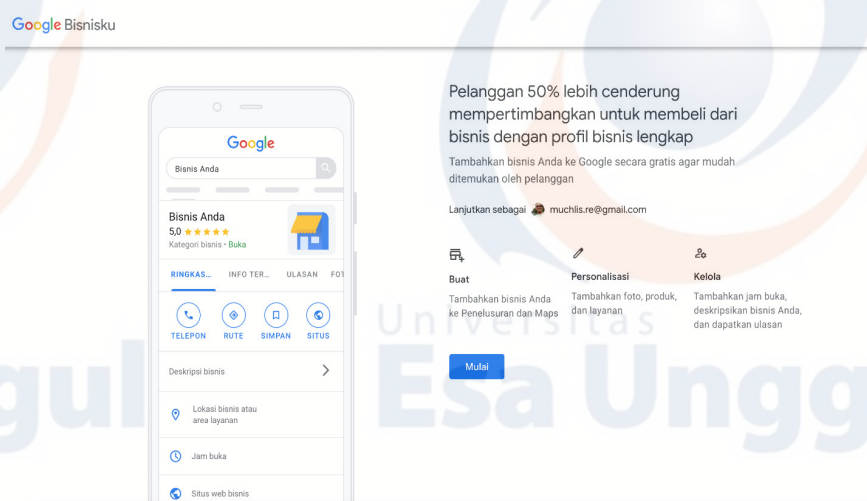 Google Bisnisku
Google
Bisnis Anda
Bisnis Anda
5,0
Kategori bisnis • Buka
RINGKAS... INFO TER... ULASAN FOT
TELEPON RUTE SIMPAN SITUS
Deskripsi bisnis
Lokasi bisnis atau
area layanan
Jam buka
Situs web bisnis
Pelanggan 50% lebih cenderung
mempertimbangkan untuk membeli dari
bisnis dengan profil bisnis lengkap
Tambahkan bisnis Anda ke Google secara gratis agar mudah
ditemukan oleh pelanggan
Lanjutkan sebagai muchlis.re@gmail.com
Buat
Tambahkan bisnis Anda
ke Penelusuran dan Maps
Personalisasi
Tambahkan foto, produk,
dan layanan
Kelola
Tambahkan jam buka,
deskripsikan bisnis Anda,
dan dapatkan ulasan
Mulai
Universitas
gul Esa Ungg